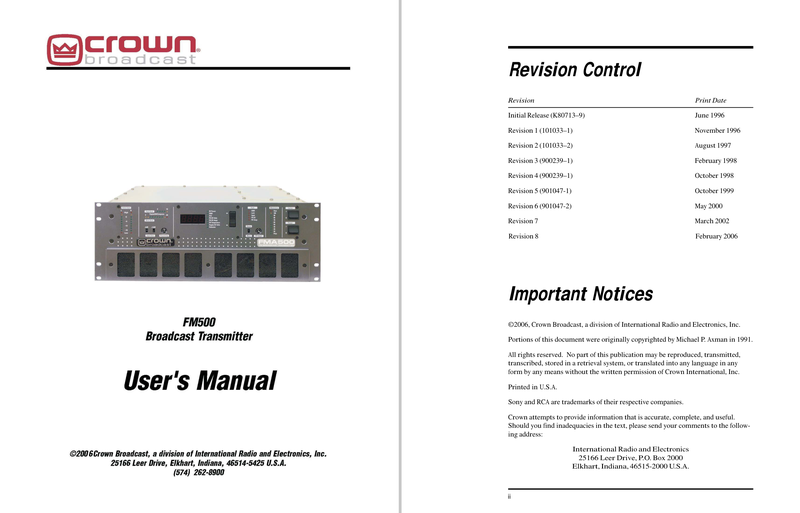 crown®
broadcast
CROWN
FMA500
FM500
Broadcast Transmitter
User's Manual
©2006Crown Broadcast, a division of International Radio and Electronics, Inc.
25166 Leer Drive, Elkhart, Indiana, 46514-5425 U.S.A.
(574) 262-8900
Revision Control
Revision Print Date
Initial Release (K80713–9) June 1996
Revision 1 (101033–1) November 1996
Revision 2 (101033–2) August 1997
Revision 3 (900239–1) February 1998
Revision 4 (900239–1) October 1998
Revision 5 (901047-1) October 1999
Revision 6 (901047-2) May 2000
Revision 7 March 2002
Revision 8 February 2006
Important Notices
©2006, Crown Broadcast, a division of International Radio and Electronics, Inc.
Portions of this document were originally copyrighted by Michael P. Axman in 1991.
All rights reserved. No part of this publication may be reproduced, transmitted,
transcribed, stored in a retrieval system, or translated into any language in any
form by any means without the written permission of Crown International, Inc.
Printed in U.S.A.
Sony and RCA are trademarks of their respective companies.
Crown attempts to provide information that is accurate, complete, and useful.
Should you find inadequacies in the text, please send your comments to the follow-
ing address:
International Radio and Electronics
25166 Leer Drive, P.O. Box 2000
Elkhart, Indiana, 46515-2000 U.S.A.
ii